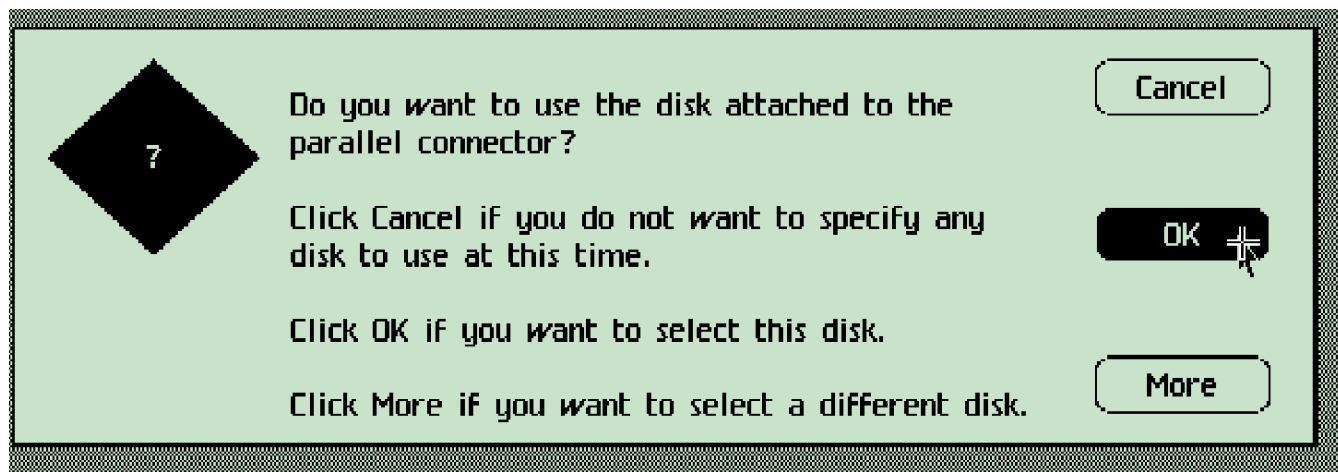 ?
Do you want to use the disk attached to the
parallel connector?
Click Cancel if you do not want to specify any
disk to use at this time.
Click OK if you want to select this disk.
Click More if you want to select a different disk.
Cancel
OK
More